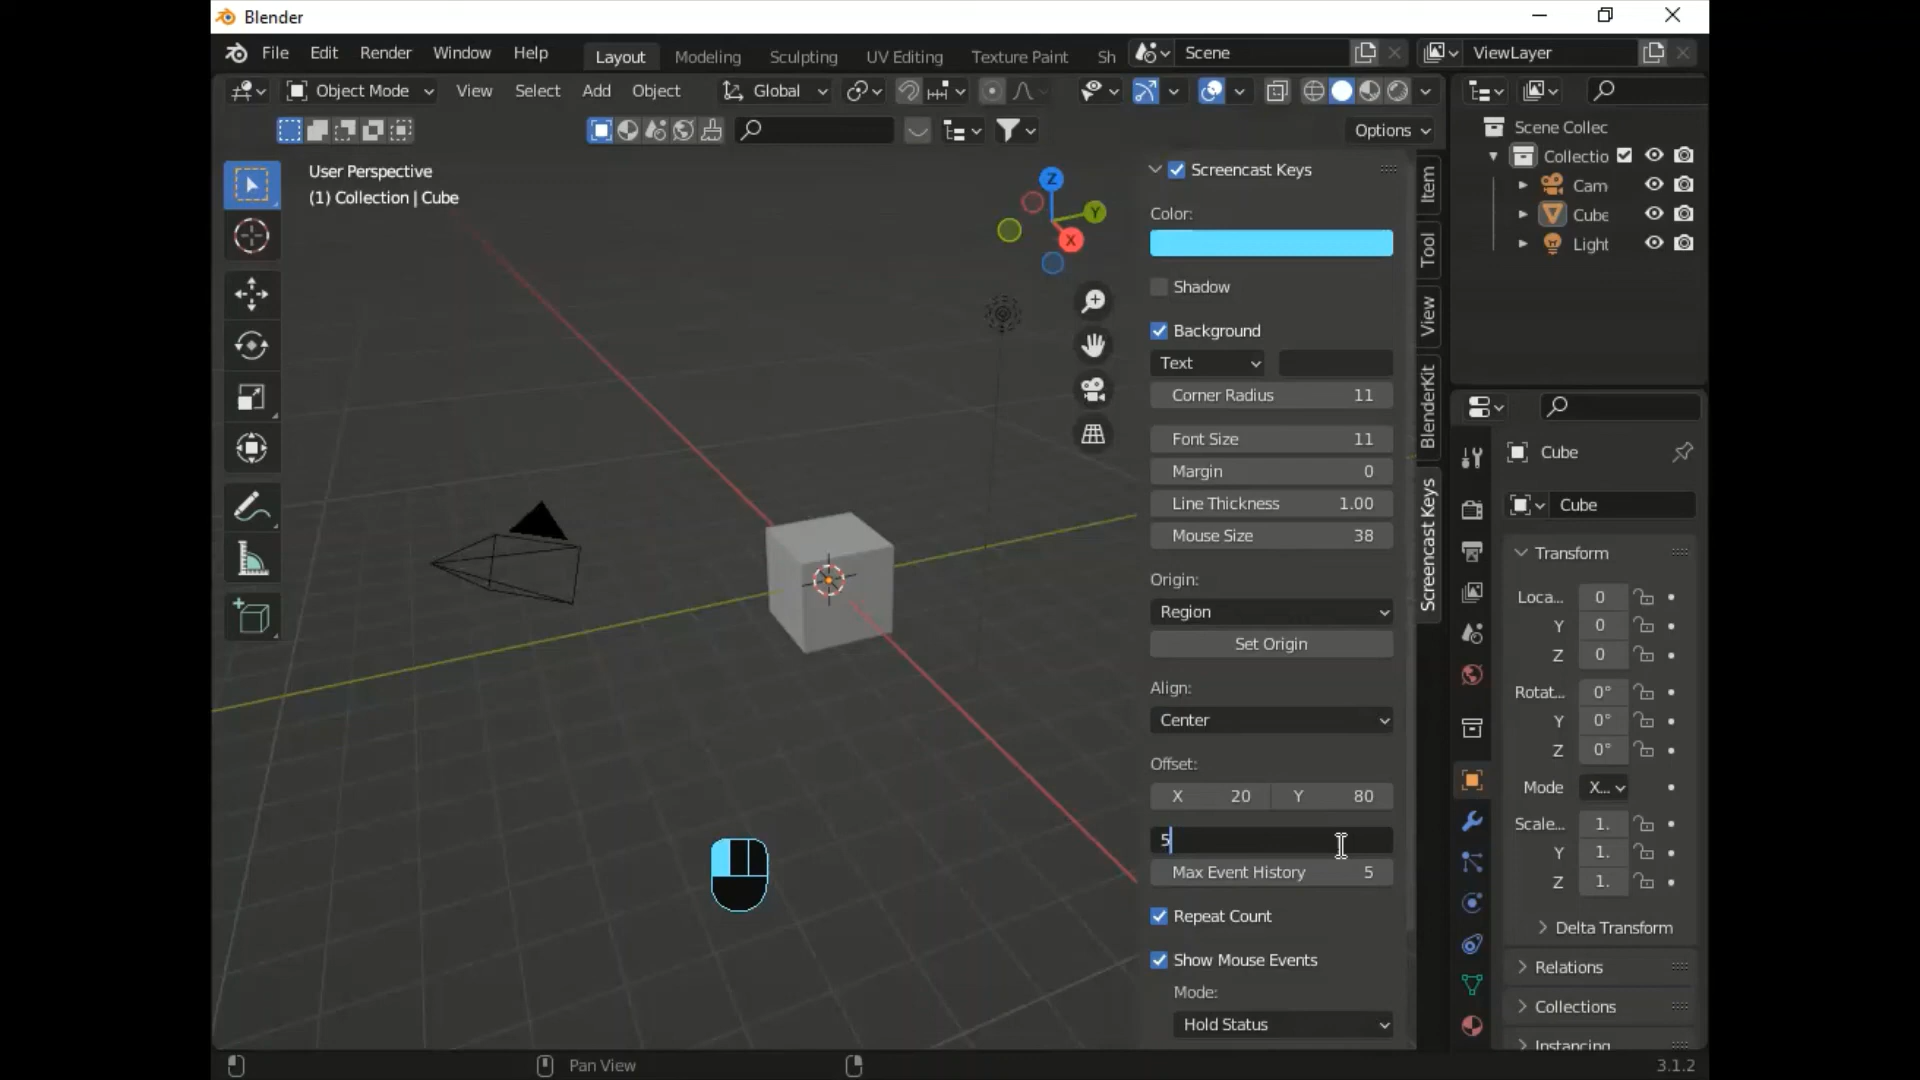 Blender
File Edit Render Window Help Layout Modeling Sculpting UV Editing Texture Paint Sh Scene ViewLayer
Object Mode View Select Add Object Global
Options
User Perspective
(1) Collection | Cube
Z
Y
X
Screencast Keys
Color:
Shadow
Background
Text
Corner Radius 11
Font Size 11
Margin 0
Line Thickness 1.00
Mouse Size 38
Origin:
Region
Set Origin
Align:
Center
Offset:
X 20 Y 80
5
Max Event History 5
Repeat Count
Show Mouse Events
Mode:
Hold Status
Item
Tool
View
BlenderKit
Screencast Keys
Scene Collec
Collectio
Cam
Cube
Light
Cube
Cube
Transform
Loca... 0
Y 0
Z 0
Rotat... 0°
Y 0°
Z 0°
Mode X...
Scale... 1.
Y 1.
Z 1.
Delta Transform
Relations
Collections
Instancing
Pan View
3.1.2